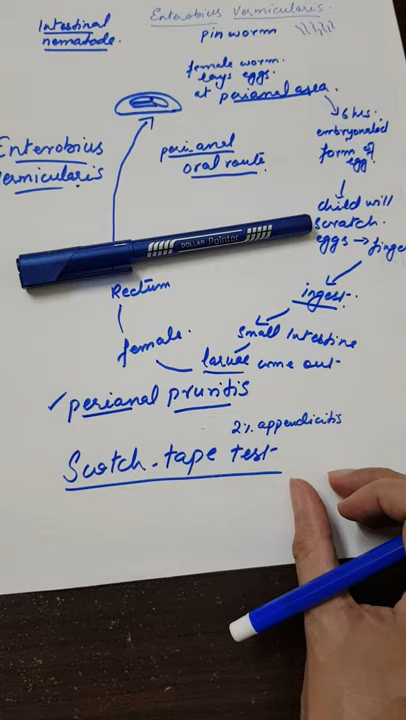 Intestinal
nematode.
Enterobius Vermicularis.
pin worm
female worm
lays eggs.
at perianal area.
6 hrs.
embryonated
form of
egg.
child will
scratch.
eggs → finge
ingest.
Small Intestine
larvae come out
female.
Rectum
Enterobius
Vermicularis
perianal
oral route
DOLLAR Pointer
✓ perianal pruritis
2% appendicitis
Scotch-tape test